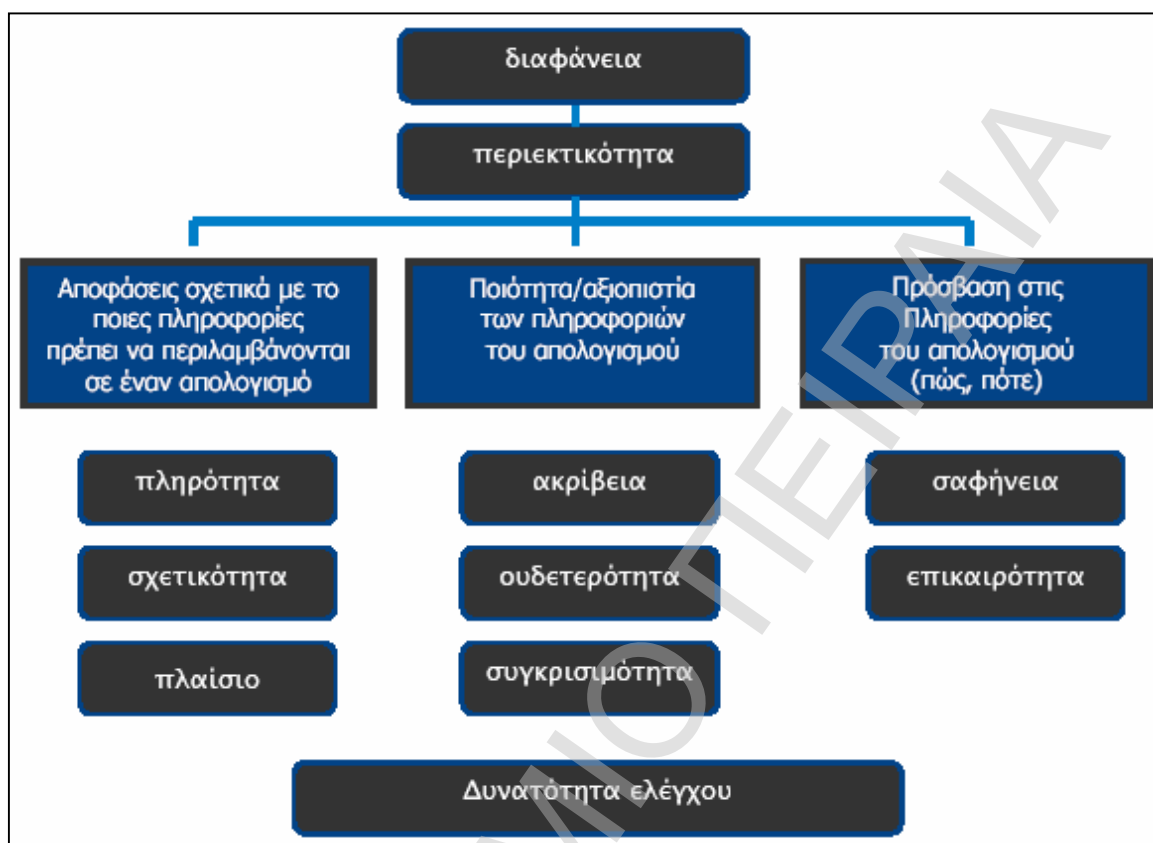 διαφάνεια
περιεκτικότητα
Αποφάσεις σχετικά με το
ποιες πληροφορίες
πρέπει να περιλαμβάνονται
σε έναν απολογισμό
Ποιότητα/αξιοπιστία
των πληροφοριών
του απολογισμού
Πρόσβαση στις
Πληροφορίες
του απολογισμού
(πώς, πότε)
πληρότητα
ακρίβεια
σαφήνεια
σχετικότητα
ουδετερότητα
επικαιρότητα
πλαίσιο
συγκρισιμότητα
Δυνατότητα ελέγχου
ΠΕΙΡΑΙΑ